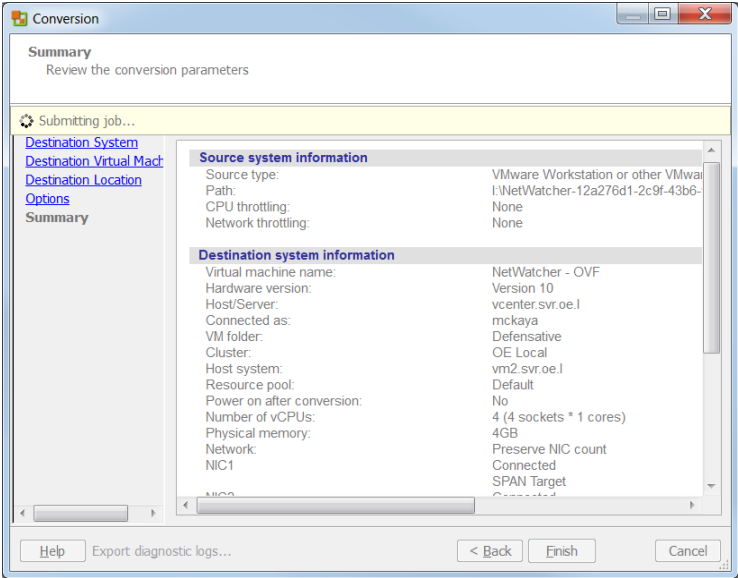 Conversion
Summary
Review the conversion parameters
Submitting job...
Destination System
Destination Virtual Mach
Destination Location
Options
Summary
Source system information
Source type: VMware Workstation or other VMwar
Path: I:\NetWatcher-12a276d1-2c9f-43b6-
CPU throttling: None
Network throttling: None
Destination system information
Virtual machine name: NetWatcher - OVF
Hardware version: Version 10
Host/Server: vcenter.svr.oe.l
Connected as: mckaya
VM folder: Defensative
Cluster: OE Local
Host system: vm2.svr.oe.l
Resource pool: Default
Power on after conversion: No
Number of vCPUs: 4 (4 sockets * 1 cores)
Physical memory: 4GB
Network: Preserve NIC count
NIC1 Connected
SPAN Target
NIC2 Connected
Help Export diagnostic logs... < Back Finish Cancel